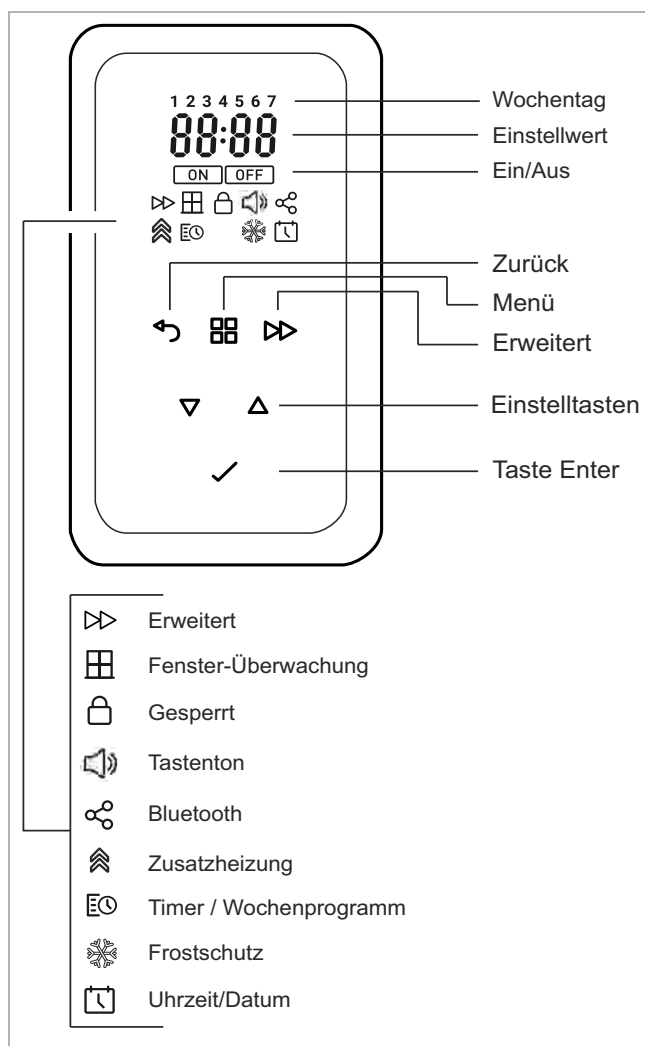 1 2 3 4 5 6 7
Wochentag
88:88
Einstellwert
ON OFF
Ein/Aus
Zurück
Menü
Erweitert
Einstelltasten
Taste Enter
Erweitert
Fenster-Überwachung
Gesperrt
Tastenton
Bluetooth
Zusatzheizung
Timer / Wochenprogramm
Frostschutz
Uhrzeit/Datum